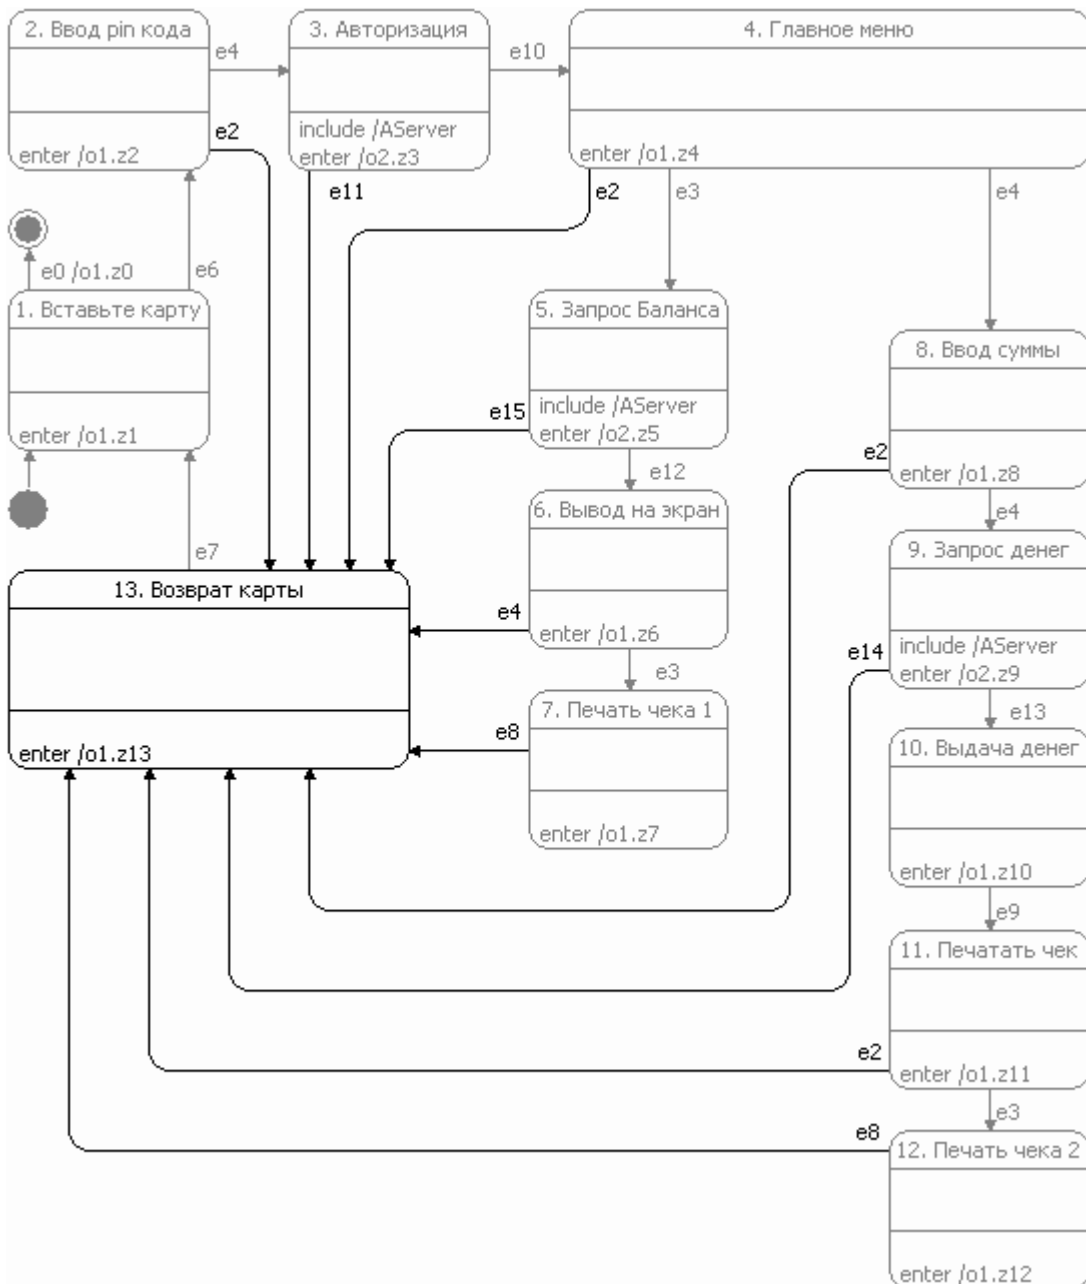 2. Ввод pin кода
enter /o1.z2
e4
3. Авторизация
include /AServer
enter /o2.z3
e10
4. Главное меню
enter /o1.z4
e2
e11
e2
e3
e4
e0 /o1.z0
e6
1. Вставьте карту
enter /o1.z1
5. Запрос Баланса
include /AServer
enter /o2.z5
e15
e12
8. Ввод суммы
enter /o1.z8
e2
e4
6. Вывод на экран
enter /o1.z6
e4
e3
9. Запрос денег
include /AServer
enter /o2.z9
e14
e13
e7
13. Возврат карты
enter /o1.z13
7. Печать чека 1
enter /o1.z7
e8
10. Выдача денег
enter /o1.z10
e9
11. Печатать чек
enter /o1.z11
e2
e3
e8
12. Печать чека 2
enter /o1.z12